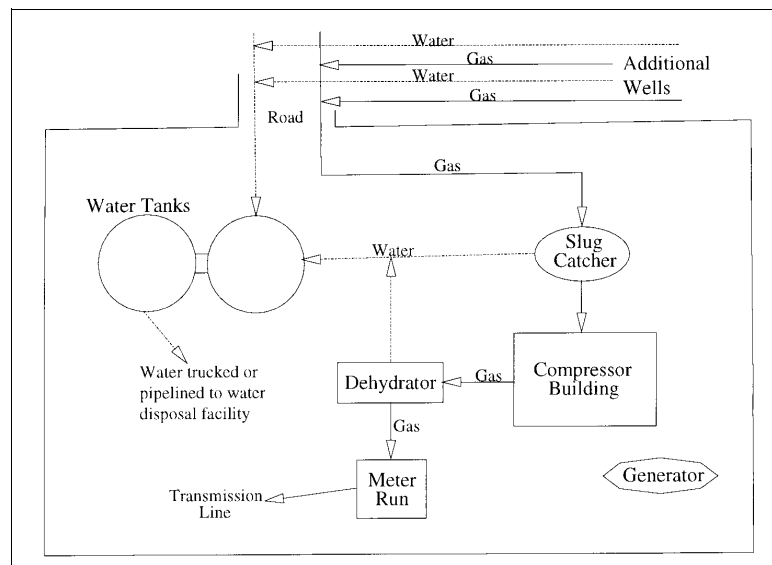 Water
Gas
Additional
Water
Wells
Gas
Road
Gas
Water Tanks
Water
Slug
Catcher
Water trucked or
pipelined to water
disposal facility
Dehydrator
Gas
Compressor
Building
Gas
Meter
Run
Generator
Transmission
Line